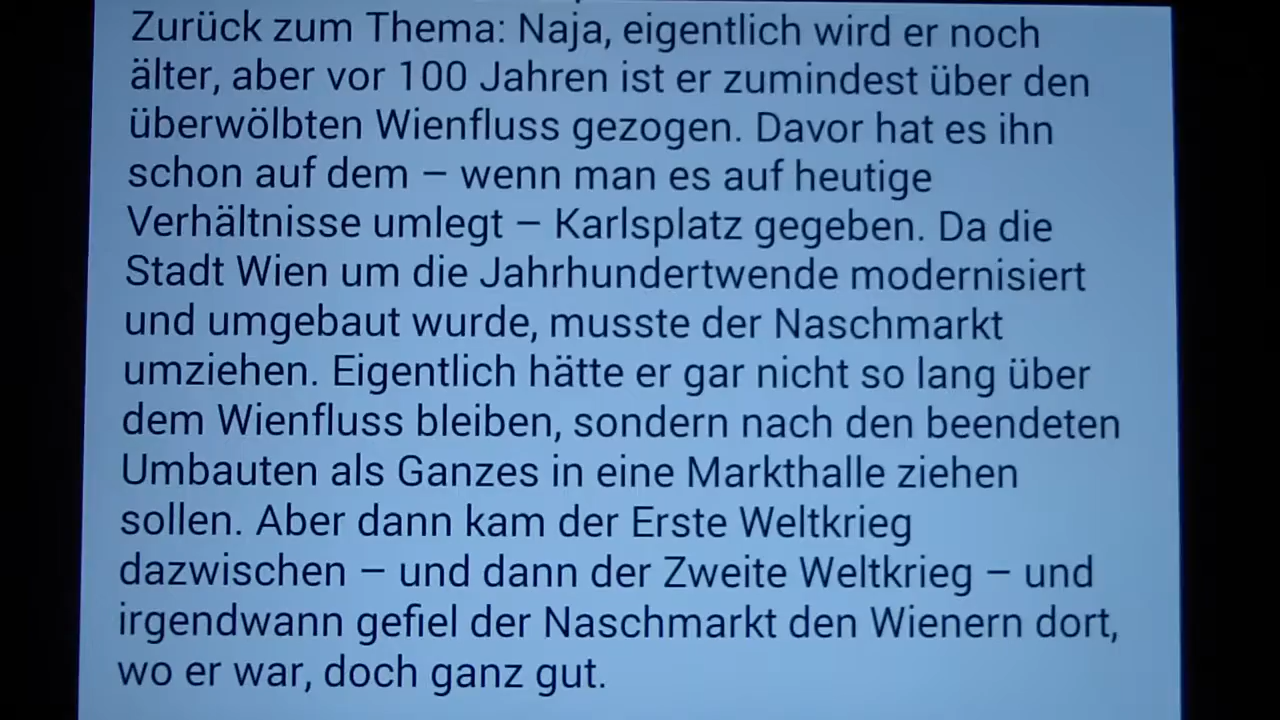 Zurück zum Thema: Naja, eigentlich wird er noch
älter, aber vor 100 Jahren ist er zumindest über den
überwölbten Wienfluss gezogen. Davor hat es ihn
schon auf dem – wenn man es auf heutige
Verhältnisse umlegt – Karlsplatz gegeben. Da die
Stadt Wien um die Jahrhundertwende modernisiert
und umgebaut wurde, musste der Naschmarkt
umziehen. Eigentlich hätte er gar nicht so lang über
dem Wienfluss bleiben, sondern nach den beendeten
Umbauten als Ganzes in eine Markthalle ziehen
sollen. Aber dann kam der Erste Weltkrieg
dazwischen – und dann der Zweite Weltkrieg – und
irgendwann gefiel der Naschmarkt den Wienern dort,
wo er war, doch ganz gut.